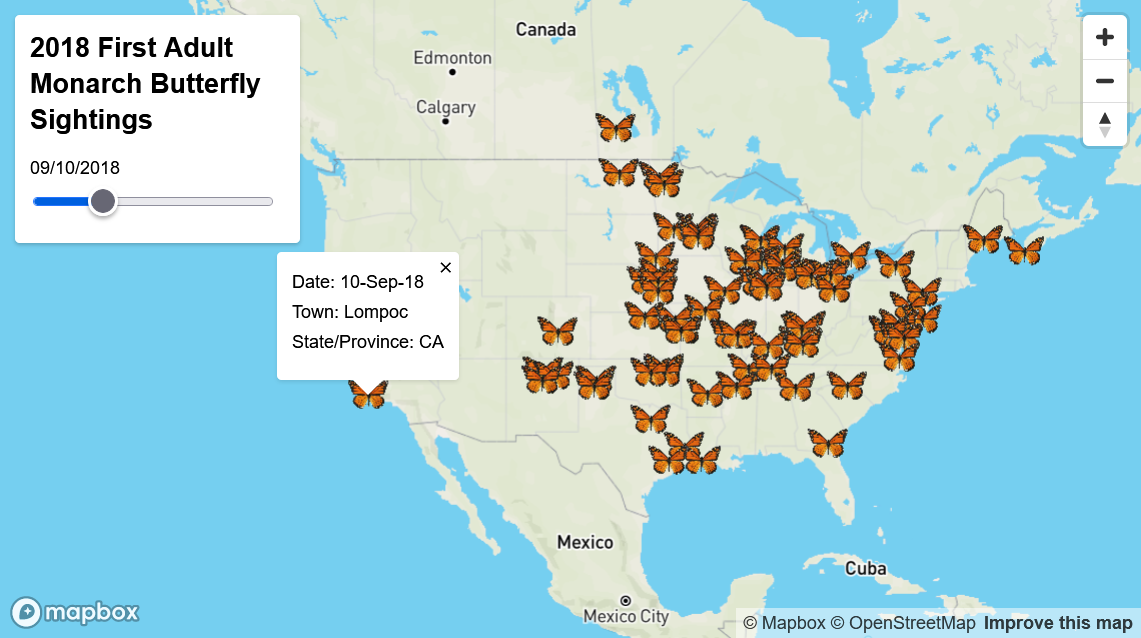 2018 First Adult
Monarch Butterfly
Sightings
09/10/2018
Canada
Edmonton
Calgary
Date: 10-Sep-18
Town: Lompoc
State/Province: CA
Mexico
Cuba
Mexico City
mapbox
© Mapbox © OpenStreetMap Improve this map